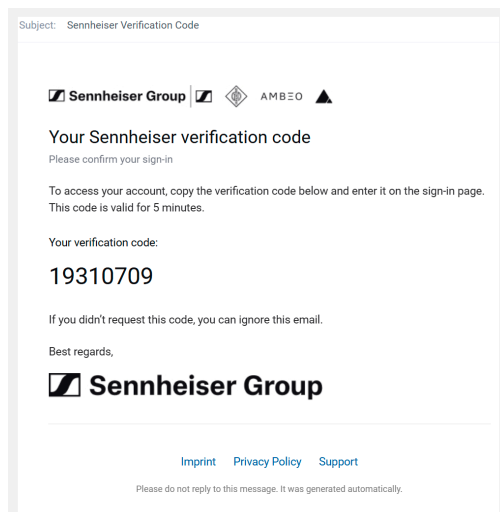 Subject: Sennheiser Verification Code
Sennheiser Group AMBEO
Your Sennheiser verification code
Please confirm your sign-in
To access your account, copy the verification code below and enter it on the sign-in page.
This code is valid for 5 minutes.
Your verification code:
19310709
If you didn't request this code, you can ignore this email.
Best regards,
Sennheiser Group
Imprint Privacy Policy Support
Please do not reply to this message. It was generated automatically.